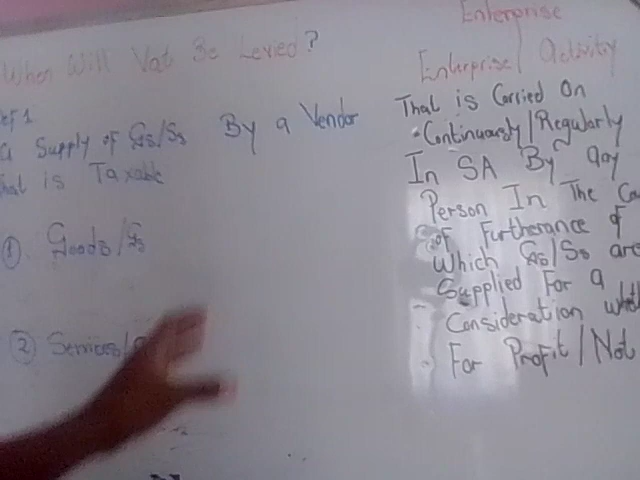 When Will Vat Be Levied?
a Supply of Gs/Ss By a Vendor
that is Taxable
① Goods/Gs
② Services/
Enterprise
Enterprise/Activity
That is Carried On
Continuously/Regularly
In SA By any
Person In The
of Furtherance of
Which Gs/Ss are
Supplied For a
Consideration
For Profit/Not